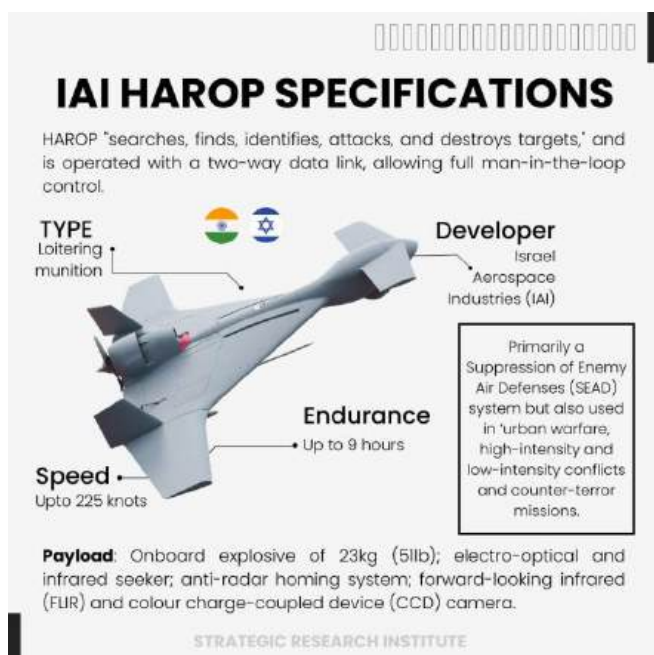 IAI HAROP SPECIFICATIONS
HAROP "searches, finds, identifies, attacks, and destroys targets,' and
is operated with a two-way data link, allowing full man-in-the-loop
control.
TYPE
Loitering
munition
Developer
Israel
Aerospace
Industries (IAI)
Primarily a
Suppression of Enemy
Air Defenses (SEAD)
system but also used
in 'urban warfare,
high-intensity and
low-intensity conflicts
and counter-terror
missions.
Endurance
Up to 9 hours
Speed
Upto 225 knots
Payload: Onboard explosive of 23kg (51lb); electro-optical and
infrared seeker; anti-radar homing system; forward-looking infrared
(FLIR) and colour charge-coupled device (CCD) camera.
STRATEGIC RESEARCH INSTITUTE